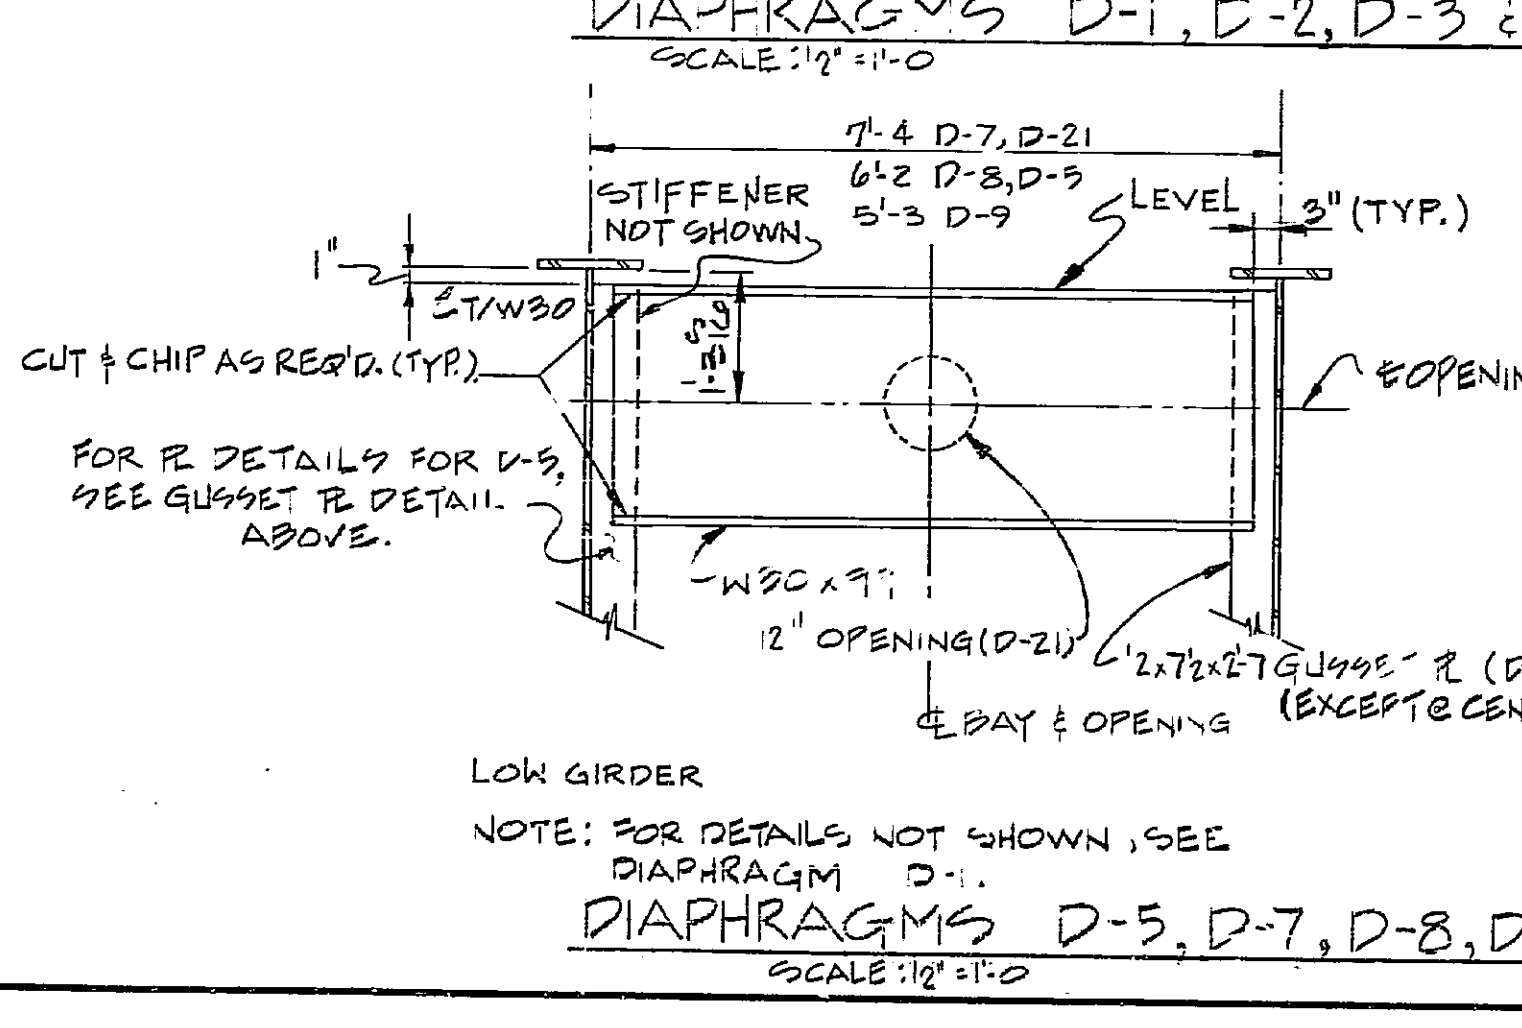 DIAPHRAGMS D-1, D-2, D-3 &
SCALE: 1/2" = 1'-0
7'-4 D-7, D-21
6'-2 D-8, D-5
5'-3 D-9
STIFFENER
NOT SHOWN
LEVEL
3" (TYP.)
1"
T/W30
CUT & CHIP AS REQ'D. (TYP.)
℄ OPENIN
FOR ℙL DETAILS FOR D-5,
SEE GUSSET ℙL DETAIL
ABOVE.
W30 x
12" OPENING (D-21)
1/2 x 7 1/2 x 2'-7 GUSSET ℙL (D
(EXCEPT @ CEN
℄ BAY & OPENING
LOW GIRDER
NOTE: FOR DETAILS NOT SHOWN, SEE
DIAPHRAGM D-1.
DIAPHRAGMS D-5, D-7, D-8, D
SCALE: 1/2" = 1'-0